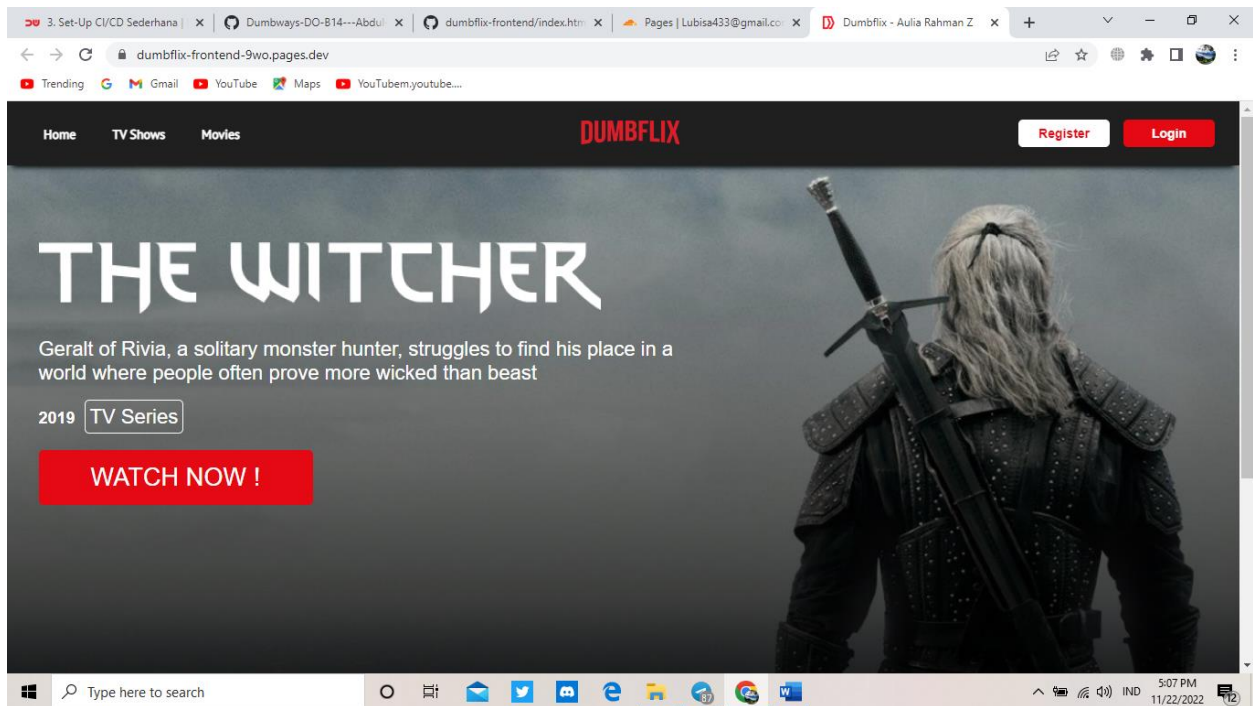 3. Set-Up CI/CD Sederhana |
Dumbways-DO-B14---Abdul
dumbflix-frontend/index.htm
Pages | Lubisa433@gmail.co
Dumbflix - Aulia Rahman Z
dumbflix-frontend-9wo.pages.dev
Trending
Gmail
YouTube
Maps
YouTubem.youtube....
Home
TV Shows
Movies
DUMBFLIX
Register
Login
THE WITCHER
Geralt of Rivia, a solitary monster hunter, struggles to find his place in a
world where people often prove more wicked than beast
2019 TV Series
WATCH NOW !
Type here to search
87
IND
5:07 PM
11/22/2022
12